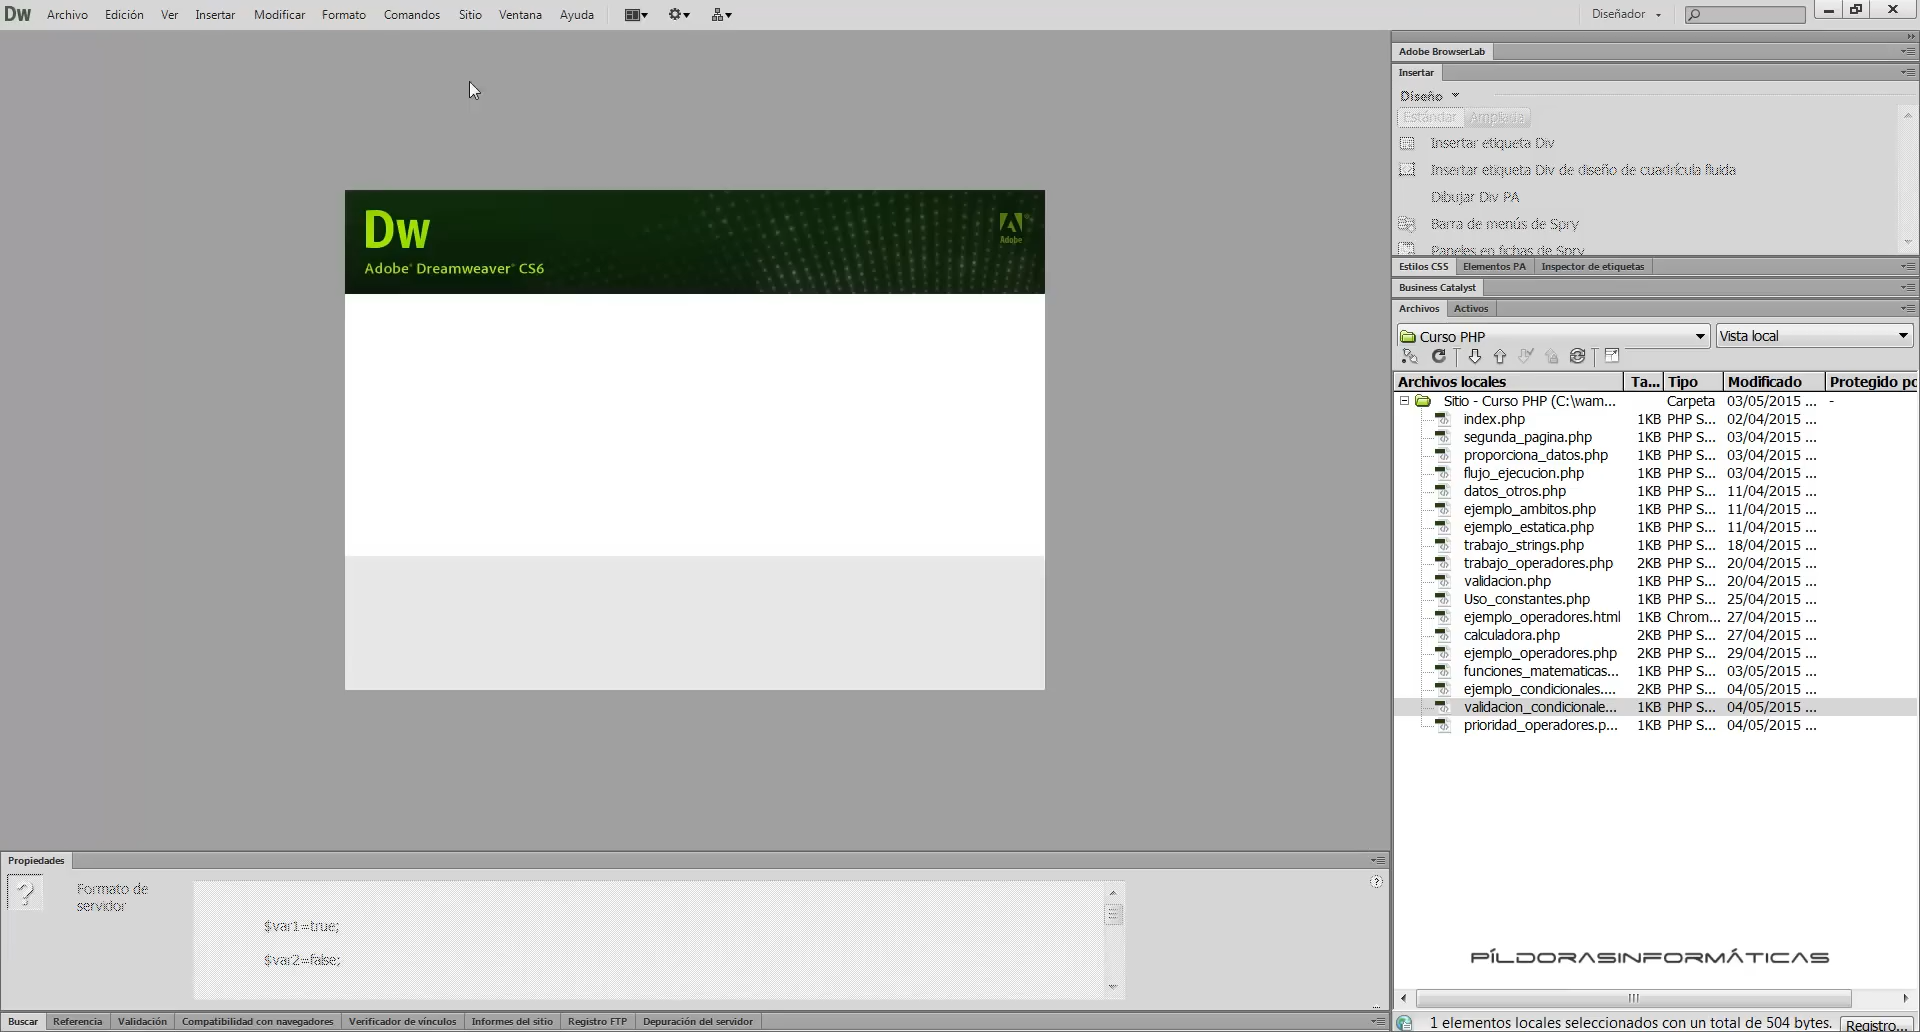 Dw Archivo Edición Ver Insertar Modificar Formato Comandos Sitio Ventana Ayuda Diseñador
Adobe BrowserLab
Insertar
Diseño
Estándar Ampliada
Insertar etiqueta Div
Insertar etiqueta Div de diseño de cuadrícula fluida
Dibujar Div PA
Barra de menús de Spry
Paneles en fichas de Spry
Estilos CSS Elementos PA Inspector de etiquetas
Business Catalyst
Archivos Activos
Curso PHP Vista local
Archivos locales Ta... Tipo Modificado Protegido po
Sitio - Curso PHP (C:\wam... Carpeta 03/05/2015 ... -
index.php 1KB PHP S... 02/04/2015 ...
segunda_pagina.php 1KB PHP S... 03/04/2015 ...
proporciona_datos.php 1KB PHP S... 03/04/2015 ...
flujo_ejecucion.php 1KB PHP S... 03/04/2015 ...
datos_otros.php 1KB PHP S... 11/04/2015 ...
ejemplo_ambitos.php 1KB PHP S... 11/04/2015 ...
ejemplo_estatica.php 1KB PHP S... 11/04/2015 ...
trabajo_strings.php 1KB PHP S... 18/04/2015 ...
trabajo_operadores.php 2KB PHP S... 20/04/2015 ...
validacion.php 1KB PHP S... 20/04/2015 ...
Uso_constantes.php 1KB PHP S... 25/04/2015 ...
ejemplo_operadores.html 1KB Chrom... 27/04/2015 ...
calculadora.php 2KB PHP S... 27/04/2015 ...
ejemplo_operadores.php 2KB PHP S... 29/04/2015 ...
funciones_matematicas... 1KB PHP S... 03/05/2015 ...
ejemplo_condicionales.... 2KB PHP S... 04/05/2015 ...
validacion_condicionale... 1KB PHP S... 04/05/2015 ...
prioridad_operadores.p... 1KB PHP S... 04/05/2015 ...
PÍLDORASINFORMÁTICAS
1 elementos locales seleccionados con un total de 504 bytes. Registro...
Dw
Adobe
Adobe® Dreamweaver® CS6
Propiedades
Formato de
servidor
$var1=true;
$var2=false;
Buscar Referencia Validación Compatibilidad con navegadores Verificador de vínculos Informes del sitio Registro FTP Depuración del servidor